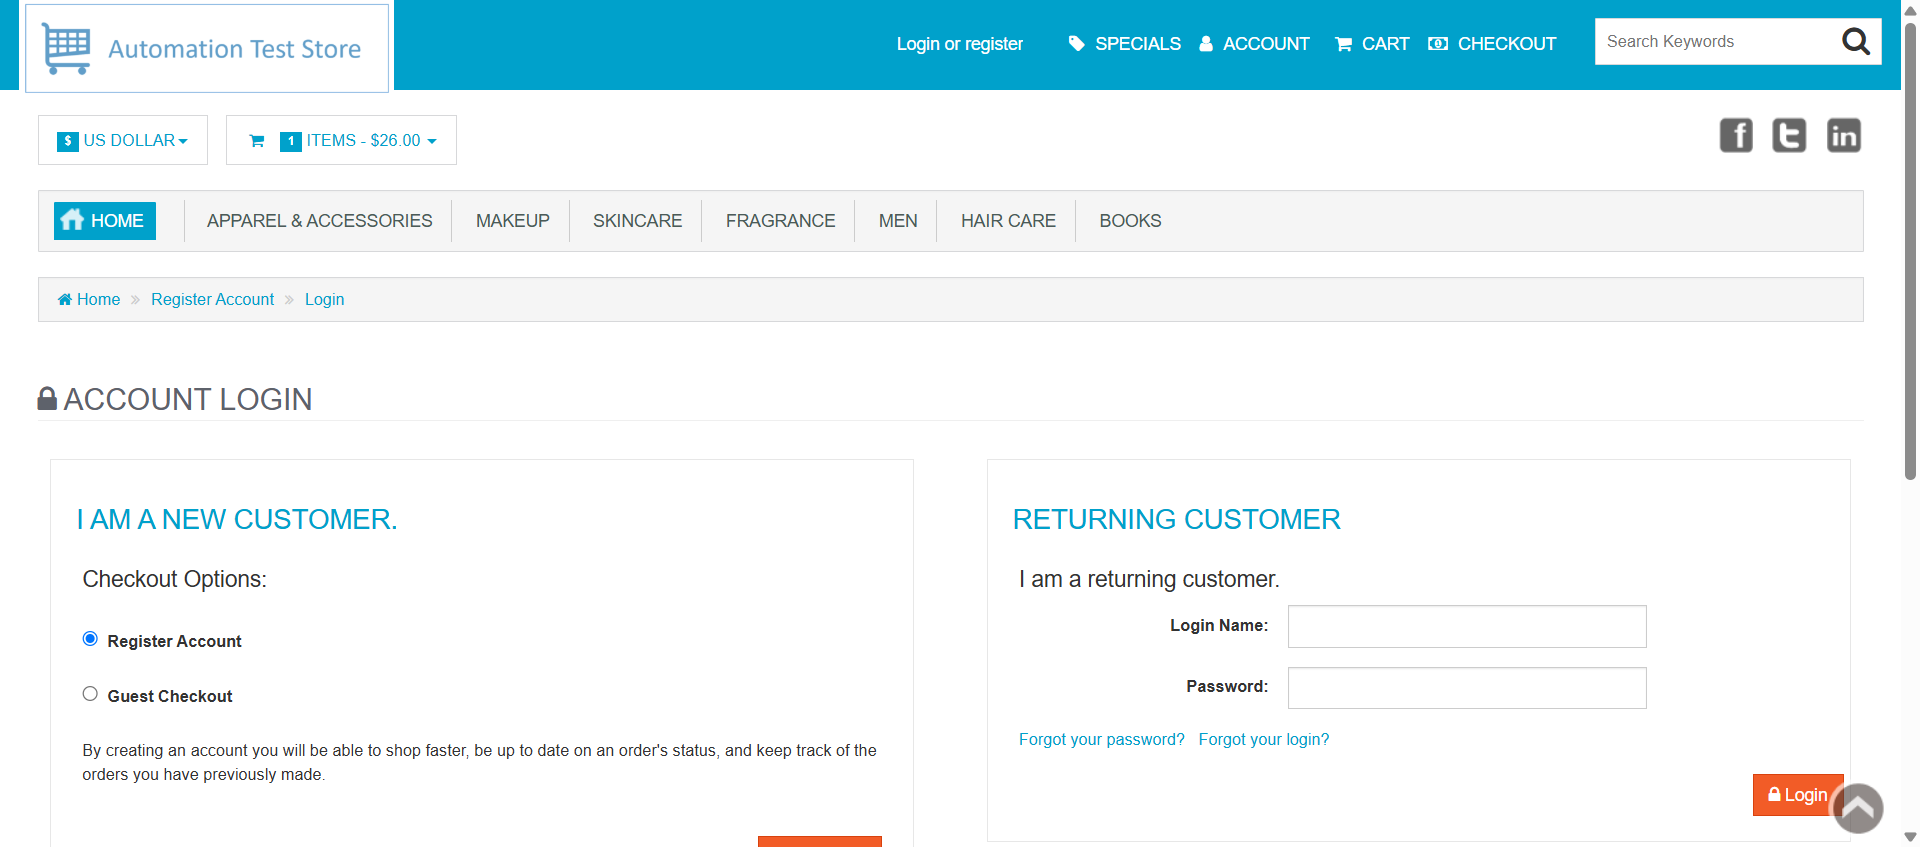 Automation Test Store
Login or register SPECIALS ACCOUNT CART CHECKOUT
Search Keywords
$ US DOLLAR
1 ITEMS - $26.00
f t in
HOME APPAREL & ACCESSORIES MAKEUP SKINCARE FRAGRANCE MEN HAIR CARE BOOKS
Home » Register Account » Login
ACCOUNT LOGIN
I AM A NEW CUSTOMER.
Checkout Options:
Register Account
Guest Checkout
By creating an account you will be able to shop faster, be up to date on an order's status, and keep track of the
orders you have previously made.
RETURNING CUSTOMER
I am a returning customer.
Login Name:
Password:
Forgot your password? Forgot your login?
Login